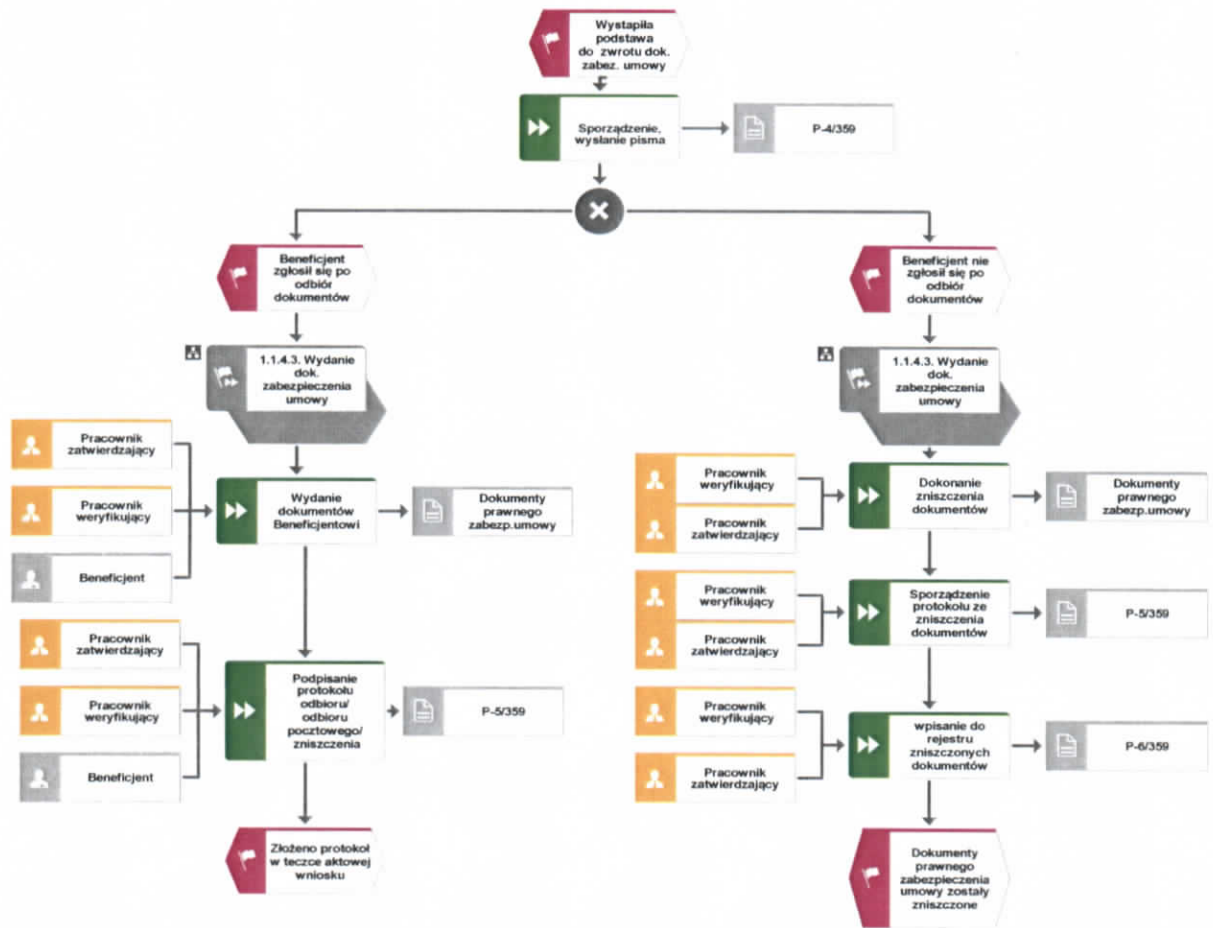 Wystąpiła
podstawa
do zwrotu dok.
zabez. umowy
Sporządzenie,
wysłanie pisma
P-4/359
Beneficjent
zgłosił się po
odbiór
dokumentów
1.1.4.3. Wydanie
dok.
zabezpieczenia
umowy
Pracownik
zatwierdzający
Pracownik
weryfikujący
Beneficjent
Wydanie
dokumentów
Beneficjentowi
Dokumenty
prawnego
zabezp.umowy
Pracownik
zatwierdzający
Pracownik
weryfikujący
Beneficjent
Podpisanie
protokołu
odbioru/
odbioru
pocztowego/
zniszczenia
P-5/359
Złożeno protokoł
w teczce aktowej
wniosku
Beneficjent nie
zgłosił się po
odbiór
dokumentów
1.1.4.3. Wydanie
dok.
zabezpieczenia
umowy
Pracownik
weryfikujący
Pracownik
zatwierdzający
Dokonanie
zniszczenia
dokumentów
Dokumenty
prawnego
zabezp.umowy
Pracownik
weryfikujący
Pracownik
zatwierdzający
Sporządzenie
protokołu ze
zniszczenia
dokumentów
P-5/359
Pracownik
weryfikujący
Pracownik
zatwierdzający
wpisanie do
rejestru
zniszczonych
dokumentów
P-6/359
Dokumenty
prawnego
zabezpieczenia
umowy zostały
zniszczone